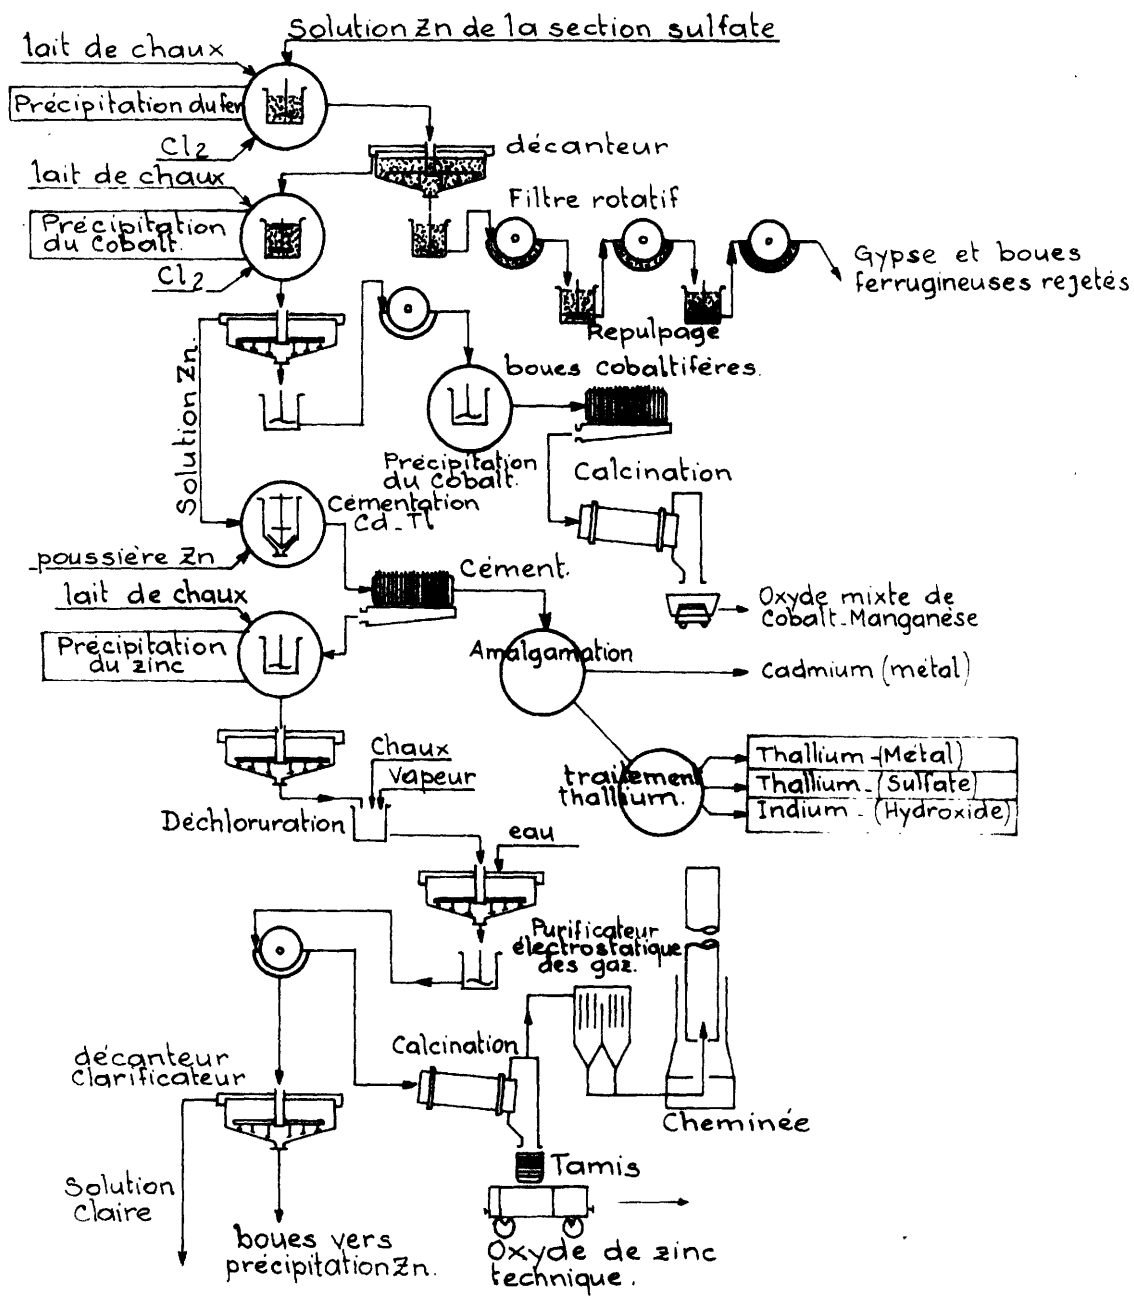 Solution Zn de la section sulfate
lait de chaux
Précipitation du fer
Cl2
décanteur
lait de chaux
Filtre rotatif
Précipitation
du Cobalt.
Cl2
Gypse et boues
ferrugineuses rejetés
Repulpage
boues cobaltifères.
Solution Zn.
Précipitation
du Cobalt.
Calcination
Cémentation
Cd-Tl
poussière Zn
Cément.
lait de chaux
Oxyde mixte de
Cobalt-Manganèse
Précipitation
du zinc
Amalgamation
Cadmium (métal)
Chaux
Vapeur
traitement
thallium.
Thallium-(Métal)
Thallium-(Sulfate)
Indium-(Hydroxide)
Déchloruration
eau
Purificateur
électrostatique
des gaz.
Calcination
décanteur
Clarificateur
Cheminée
Tamis
Solution
Claire
boues vers
précipitation Zn.
Oxyde de zinc
technique.